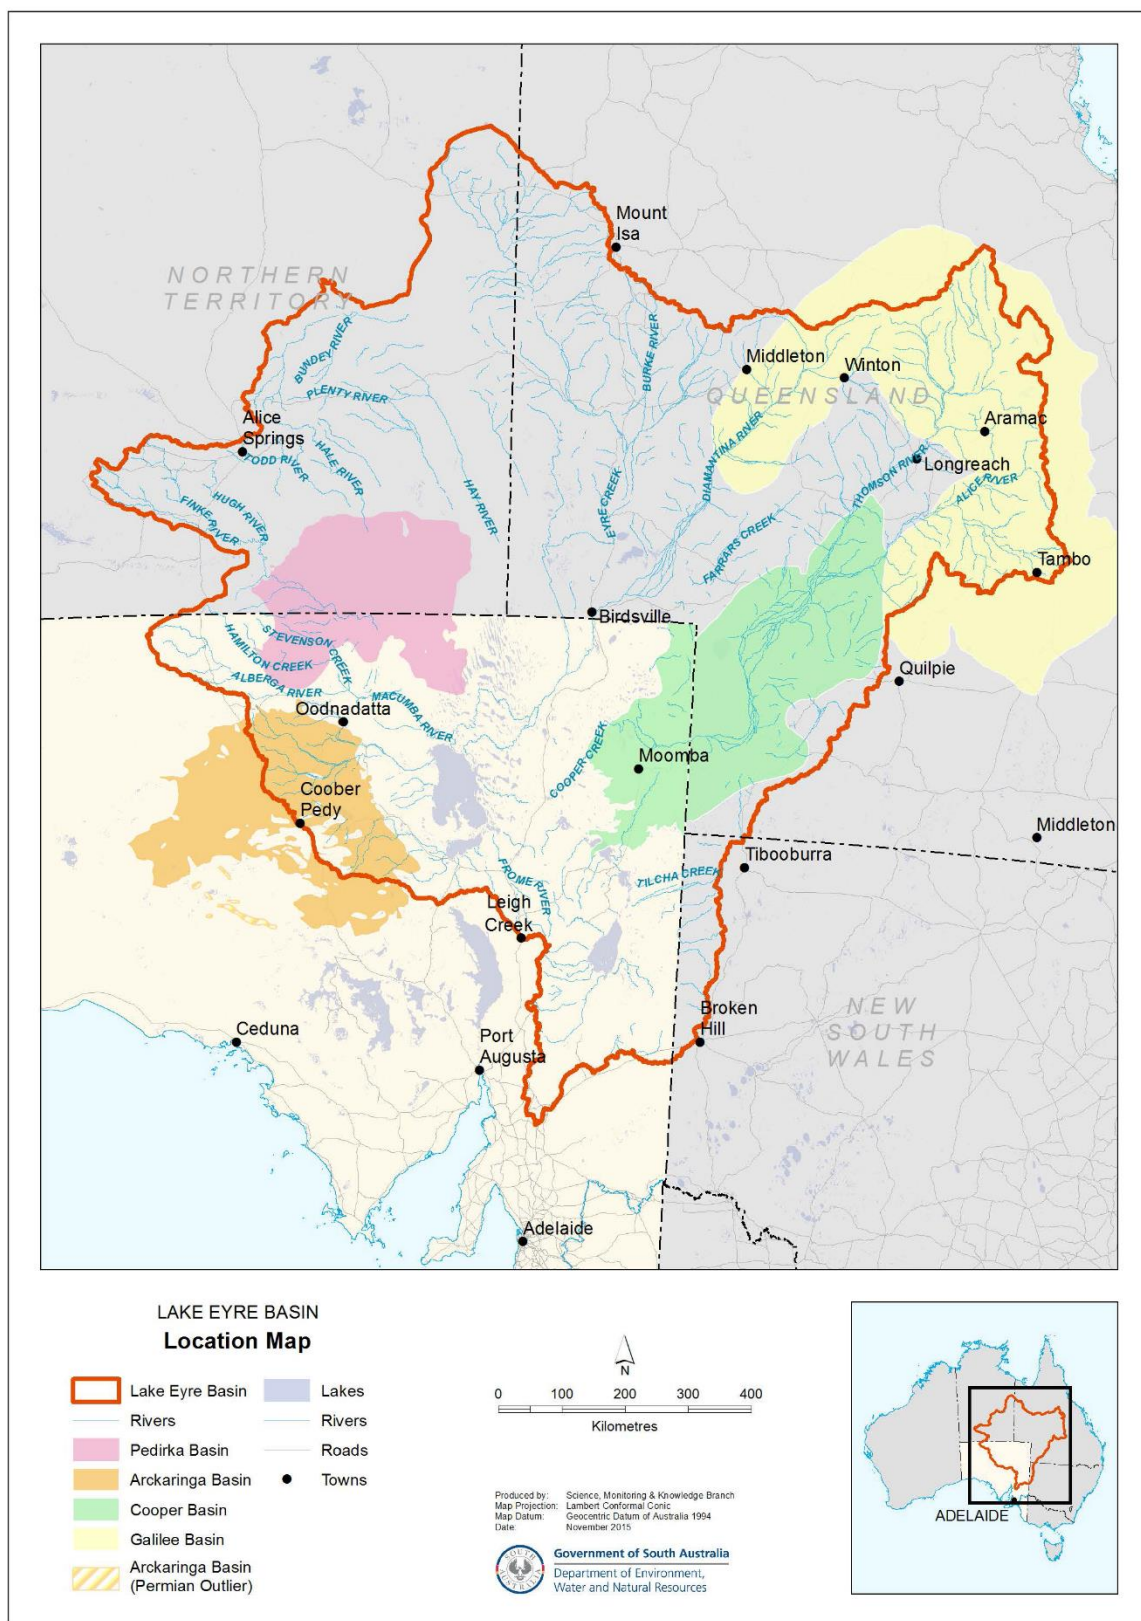 Mount
Isa
NORTHERN
TERRITORY
BUNDEY RIVER
BURKE RIVER
Middleton
Winton
PLENTY RIVER
QUEENSLAND
Alice
Springs
Aramac
TODD RIVER
HALE RIVER
DIAMANTINA RIVER
THOMSON RIVER
Longreach
ALICE RIVER
HUGH RIVER
FINKE RIVER
HAY RIVER
EYRE CREEK
FARRARS CREEK
Tambo
Birdsville
STEVENSON CREEK
HAMILTON CREEK
ALBERGA RIVER
Quilpie
Oodnadatta
MACUMBA RIVER
COOPER CREEK
Moomba
Coober
Pedy
Middleton
Tibooburra
FROME RIVER
TILCHA CREEK
Leigh
Creek
NEW
SOUTH
WALES
Broken
Hill
Ceduna
Port
Augusta
Adelaide
LAKE EYRE BASIN
Location Map
Lake Eyre Basin
Rivers
Pedirka Basin
Arckaringa Basin
Cooper Basin
Galilee Basin
Arckaringa Basin
(Permian Outlier)
Lakes
Rivers
Roads
Towns
N
0 100 200 300 400
Kilometres
Produced by: Science, Monitoring & Knowledge Branch
Map Projection: Lambert Conformal Conic
Map Datum: Geocentric Datum of Australia 1994
Date: November 2015
Government of South Australia
Department of Environment,
Water and Natural Resources
ADELAIDE